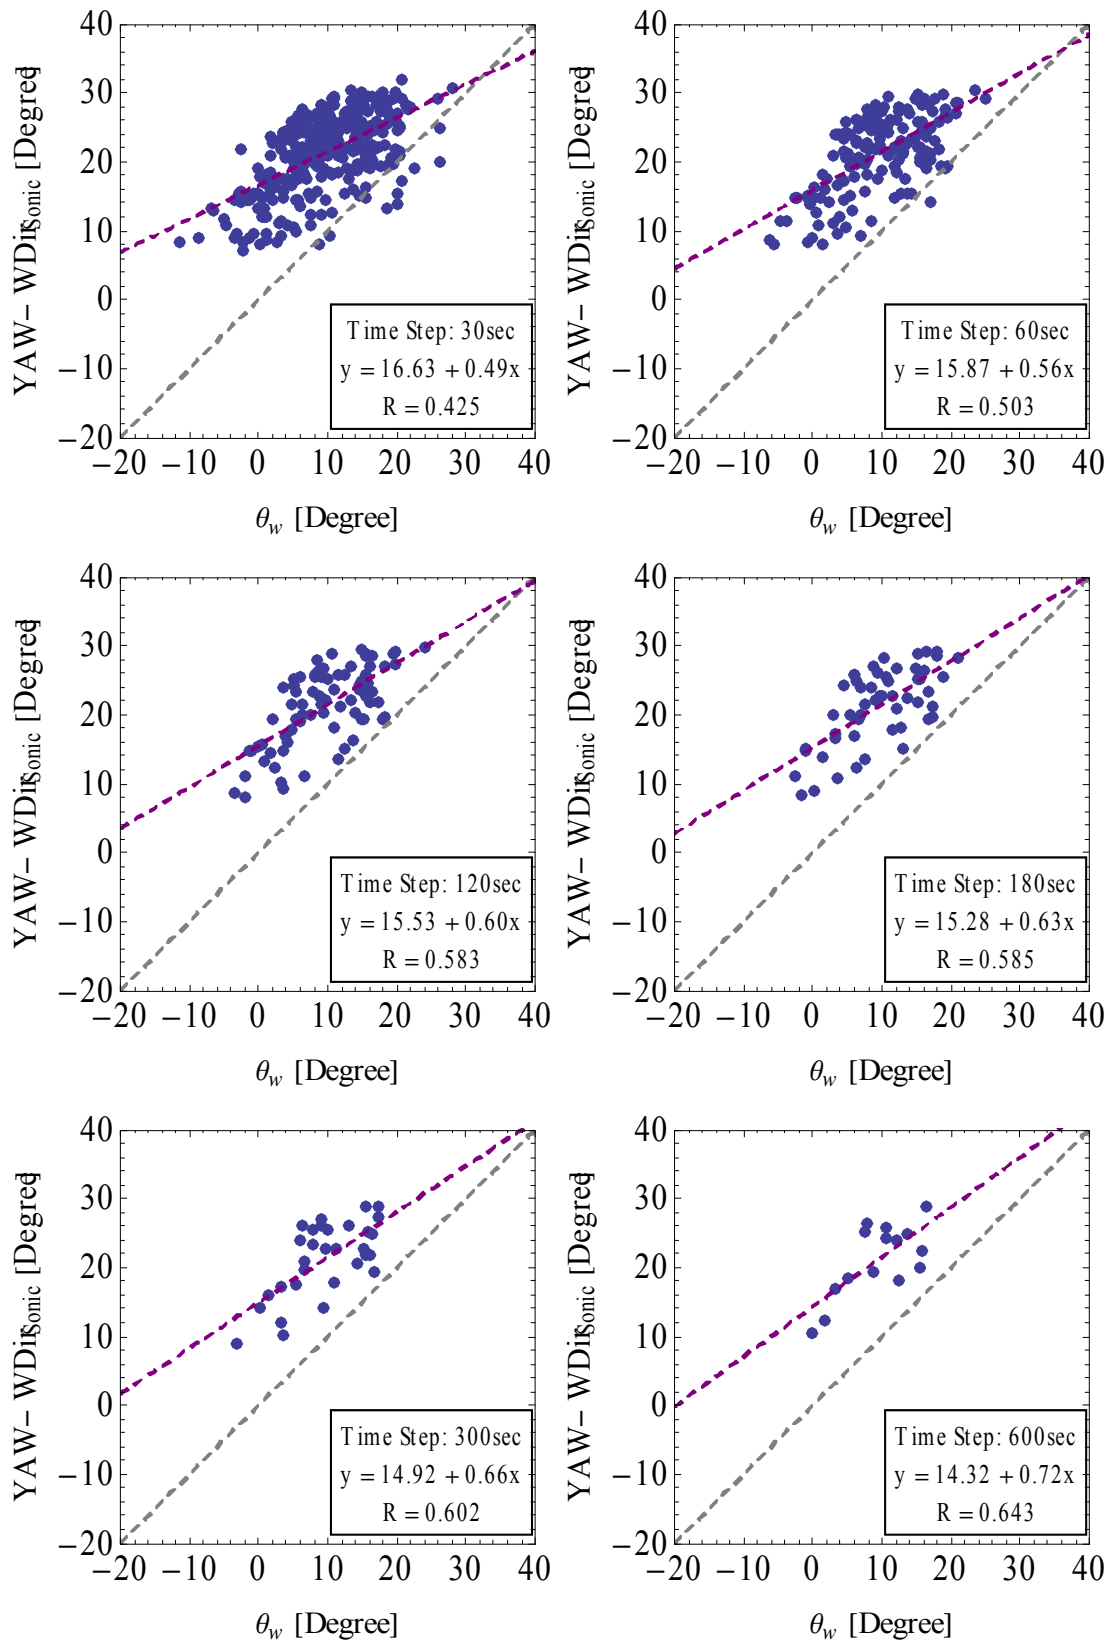 40
30
20
10
0
−10
−20
YAW− WDirSonic [Degree]
Time Step: 30sec
y = 16.63 + 0.49x
R = 0.425
−20 −10 0 10 20 30 40
θw [Degree]
40
30
20
10
0
−10
−20
YAW− WDirSonic [Degree]
Time Step: 60sec
y = 15.87 + 0.56x
R = 0.503
−20 −10 0 10 20 30 40
θw [Degree]
40
30
20
10
0
−10
−20
YAW− WDirSonic [Degree]
Time Step: 120sec
y = 15.53 + 0.60x
R = 0.583
−20 −10 0 10 20 30 40
θw [Degree]
40
30
20
10
0
−10
−20
YAW− WDirSonic [Degree]
Time Step: 180sec
y = 15.28 + 0.63x
R = 0.585
−20 −10 0 10 20 30 40
θw [Degree]
40
30
20
10
0
−10
−20
YAW− WDirSonic [Degree]
Time Step: 300sec
y = 14.92 + 0.66x
R = 0.602
−20 −10 0 10 20 30 40
θw [Degree]
40
30
20
10
0
−10
−20
YAW− WDirSonic [Degree]
Time Step: 600sec
y = 14.32 + 0.72x
R = 0.643
−20 −10 0 10 20 30 40
θw [Degree]